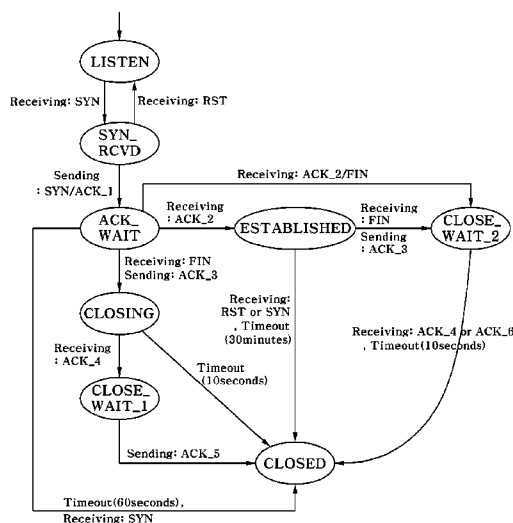 LISTEN
Receiving: SYN
Receiving: RST
SYN_
RCVD
Sending
: SYN/ACK_1
Receiving: ACK_2/FIN
ACK_
WAIT
Receiving
: ACK_2
ESTABLISHED
Receiving
: FIN
Sending
: ACK_3
CLOSE_
WAIT_2
Receiving: FIN
Sending: ACK_3
CLOSING
Receiving:
RST or SYN
, Timeout
(30minutes)
Receiving: ACK_4 or ACK_6
, Timeout(10seconds)
Receiving
: ACK_4
Timeout
(10seconds)
CLOSE_
WAIT_1
Sending: ACK_5
CLOSED
Timeout(60seconds),
Receiving: SYN